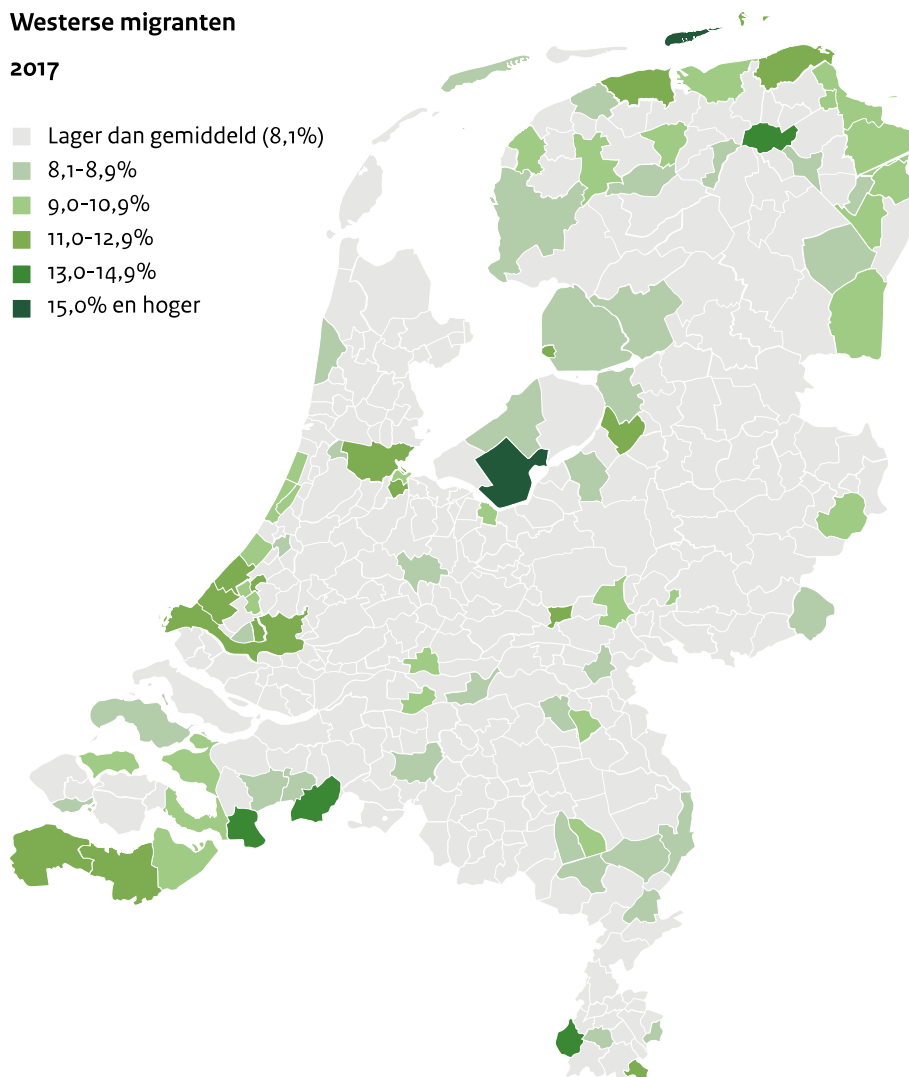 Westerse migranten
2017
Lager dan gemiddeld (8,1%)
8,1-8,9%
9,0-10,9%
11,0-12,9%
13,0-14,9%
15,0% en hoger